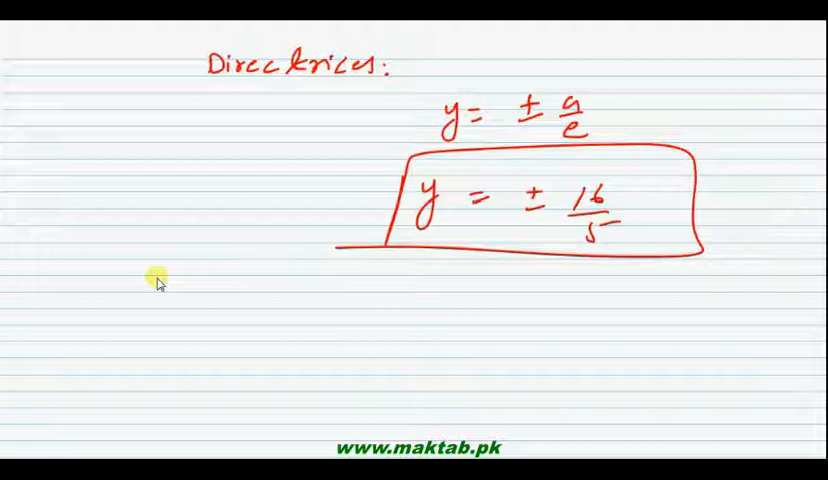 Directrices:
y = ± a/e
y = ± 16/5
www.maktab.pk